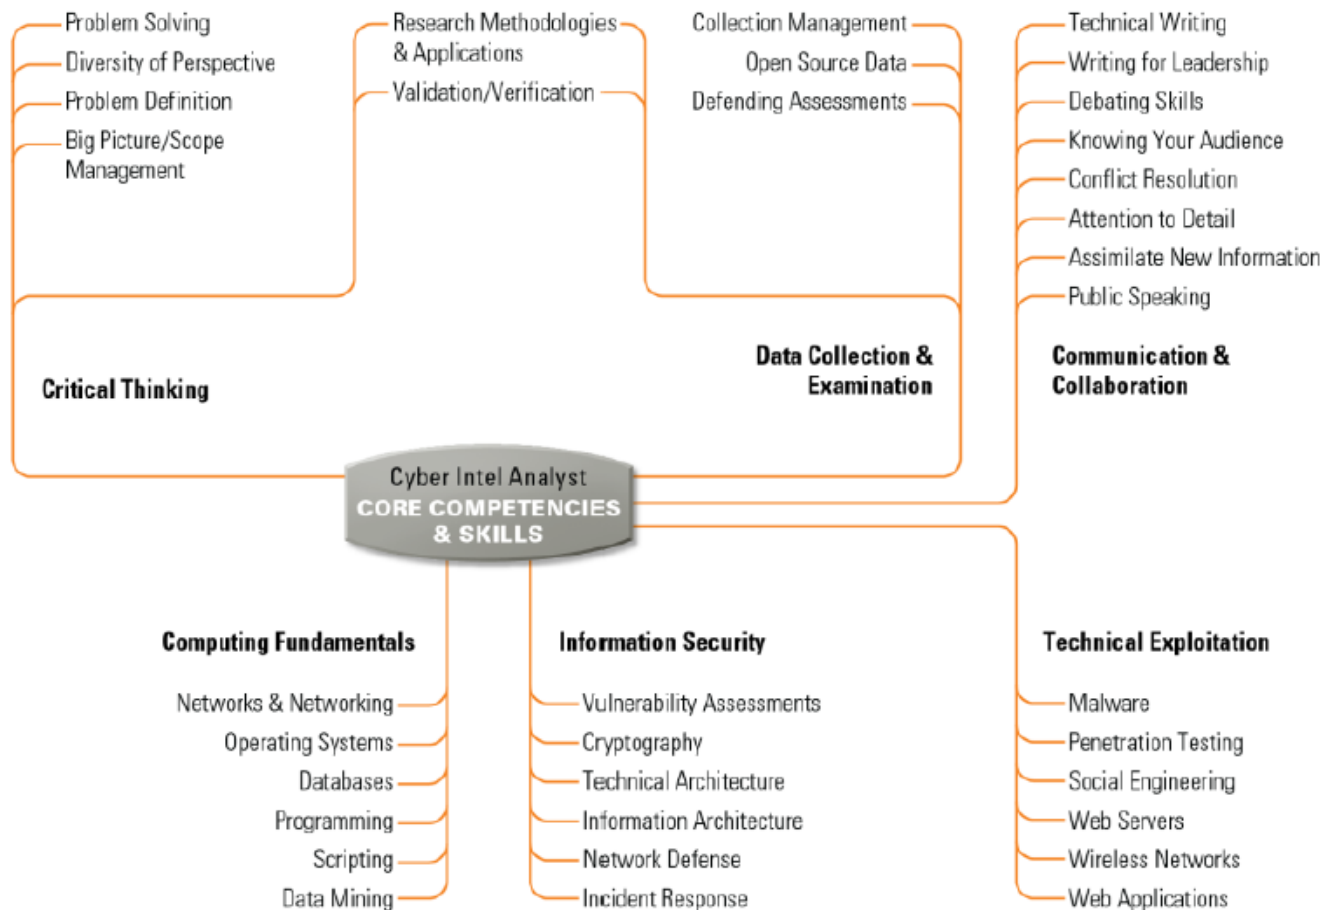 Problem Solving
Diversity of Perspective
Problem Definition
Big Picture/Scope
Management
Research Methodologies
& Applications
Validation/Verification
Collection Management
Open Source Data
Defending Assessments
Technical Writing
Writing for Leadership
Debating Skills
Knowing Your Audience
Conflict Resolution
Attention to Detail
Assimilate New Information
Public Speaking
Critical Thinking
Data Collection &
Examination
Communication &
Collaboration
Cyber Intel Analyst
CORE COMPETENCIES
& SKILLS
Computing Fundamentals
Networks & Networking
Operating Systems
Databases
Programming
Scripting
Data Mining
Information Security
Vulnerability Assessments
Cryptography
Technical Architecture
Information Architecture
Network Defense
Incident Response
Technical Exploitation
Malware
Penetration Testing
Social Engineering
Web Servers
Wireless Networks
Web Applications